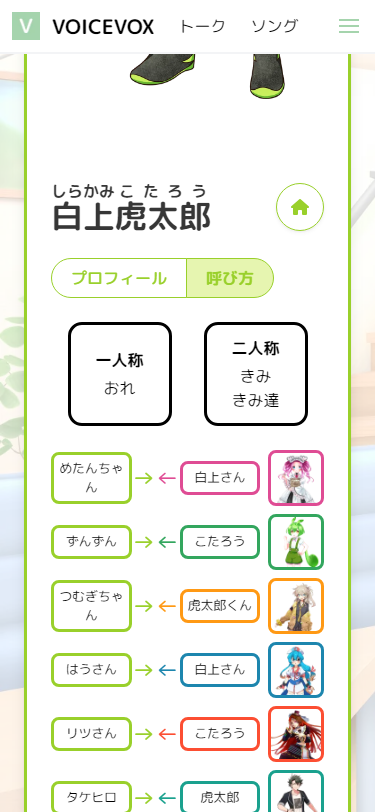 VOICEVOX トーク ソング
しらかみ こたろう
白上虎太郎
プロフィール 呼び方
一人称
おれ
二人称
きみ
きみ達
めたんちゃ
ん
白上さん
ずんずん
こたろう
つむぎちゃ
ん
虎太郎くん
はうさん
白上さん
リツさん
こたろう
タケヒロ
虎太郎